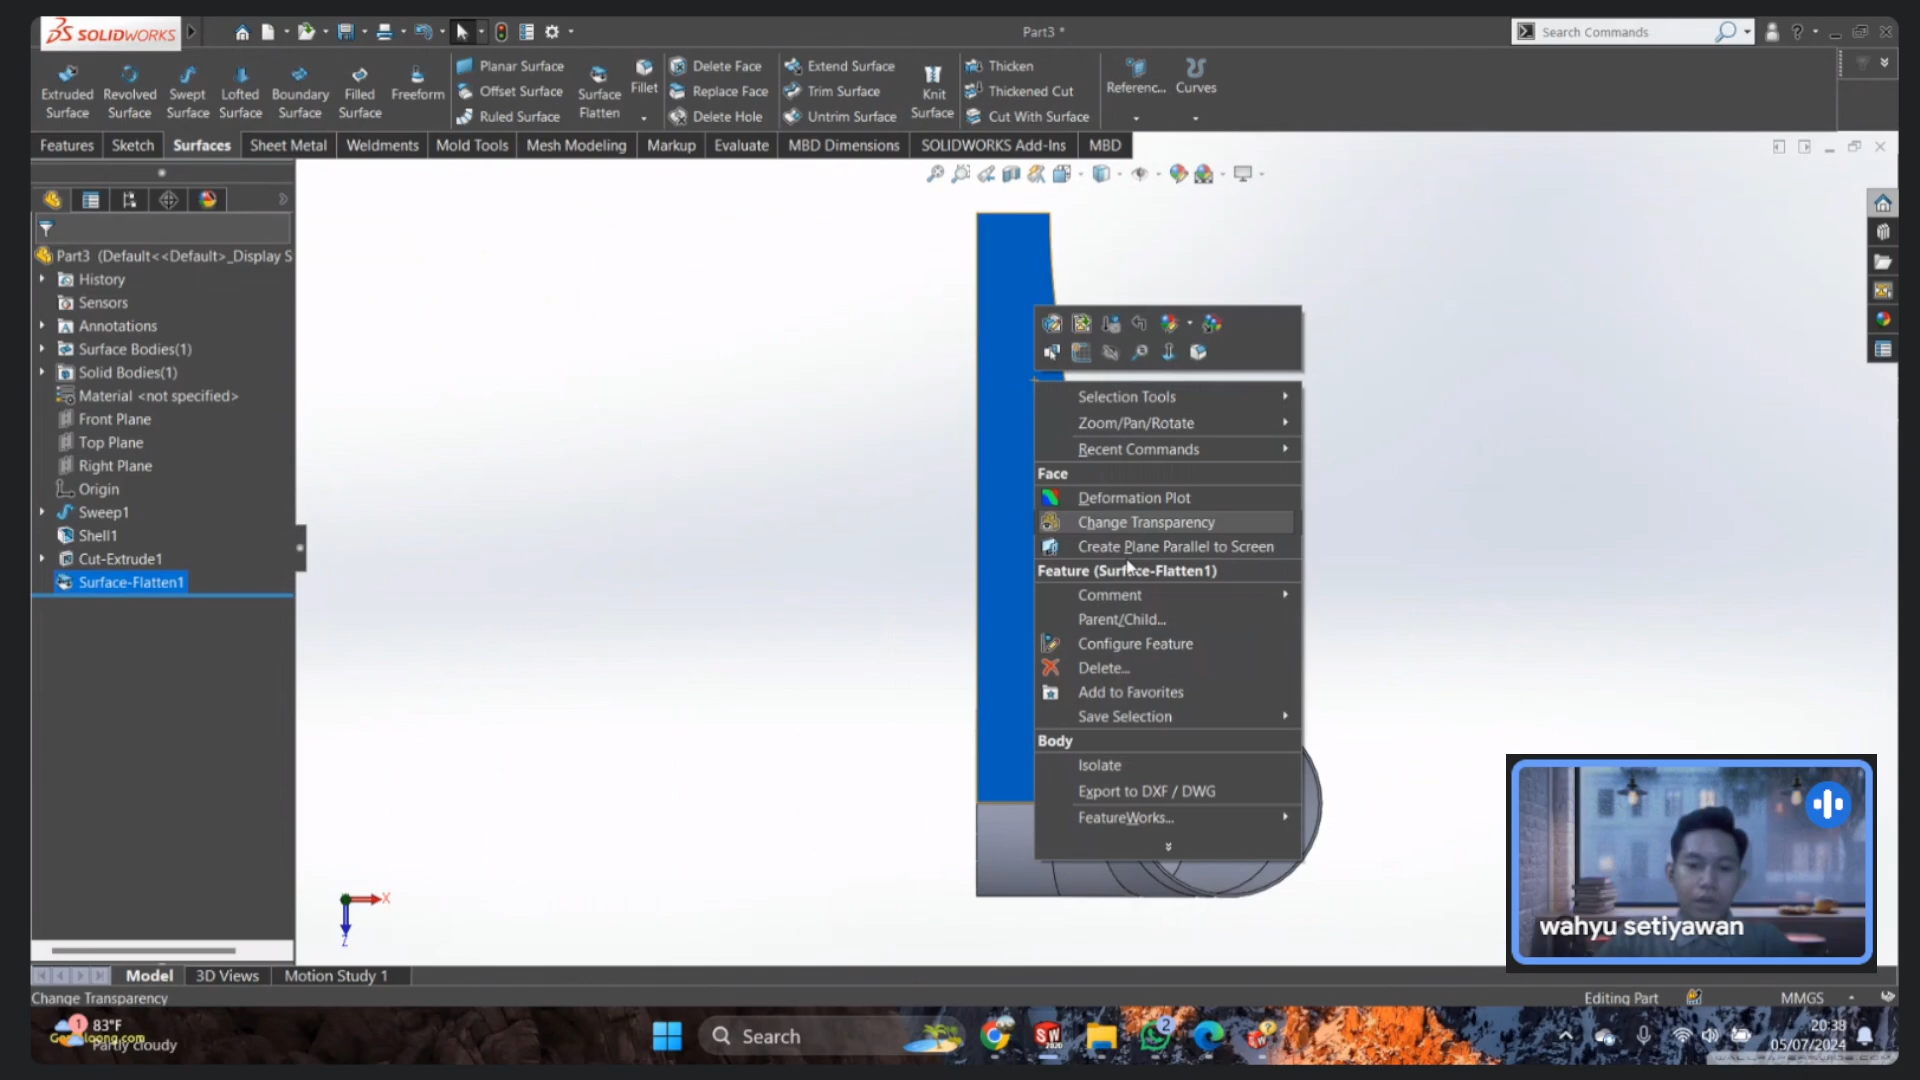 SOLIDWORKS
Part3 *
Search Commands
Extruded Surface
Revolved Surface
Swept Surface
Lofted Surface
Boundary Surface
Filled Surface
Freeform
Planar Surface
Offset Surface
Ruled Surface
Surface Flatten
Fillet
Delete Face
Replace Face
Delete Hole
Extend Surface
Trim Surface
Untrim Surface
Knit Surface
Thicken
Thickened Cut
Cut With Surface
Referenc...
Curves
Features
Sketch
Surfaces
Sheet Metal
Weldments
Mold Tools
Mesh Modeling
Markup
Evaluate
MBD Dimensions
SOLIDWORKS Add-Ins
MBD
Part3 (Default<<Default>_Display S
History
Sensors
Annotations
Surface Bodies(1)
Solid Bodies(1)
Material <not specified>
Front Plane
Top Plane
Right Plane
Origin
Sweep1
Shell1
Cut-Extrude1
Surface-Flatten1
Selection Tools
Zoom/Pan/Rotate
Recent Commands
Face
Deformation Plot
Change Transparency
Create Plane Parallel to Screen
Feature (Surface-Flatten1)
Comment
Parent/Child...
Configure Feature
Delete...
Add to Favorites
Save Selection
Body
Isolate
Export to DXF / DWG
FeatureWorks...
X
Z
wahyu setiyawan
Model
3D Views
Motion Study 1
Change Transparency
Editing Part
MMGS
1
83°F
Partly cloudy
Search
SW
2020
2
20:38
05/07/2024